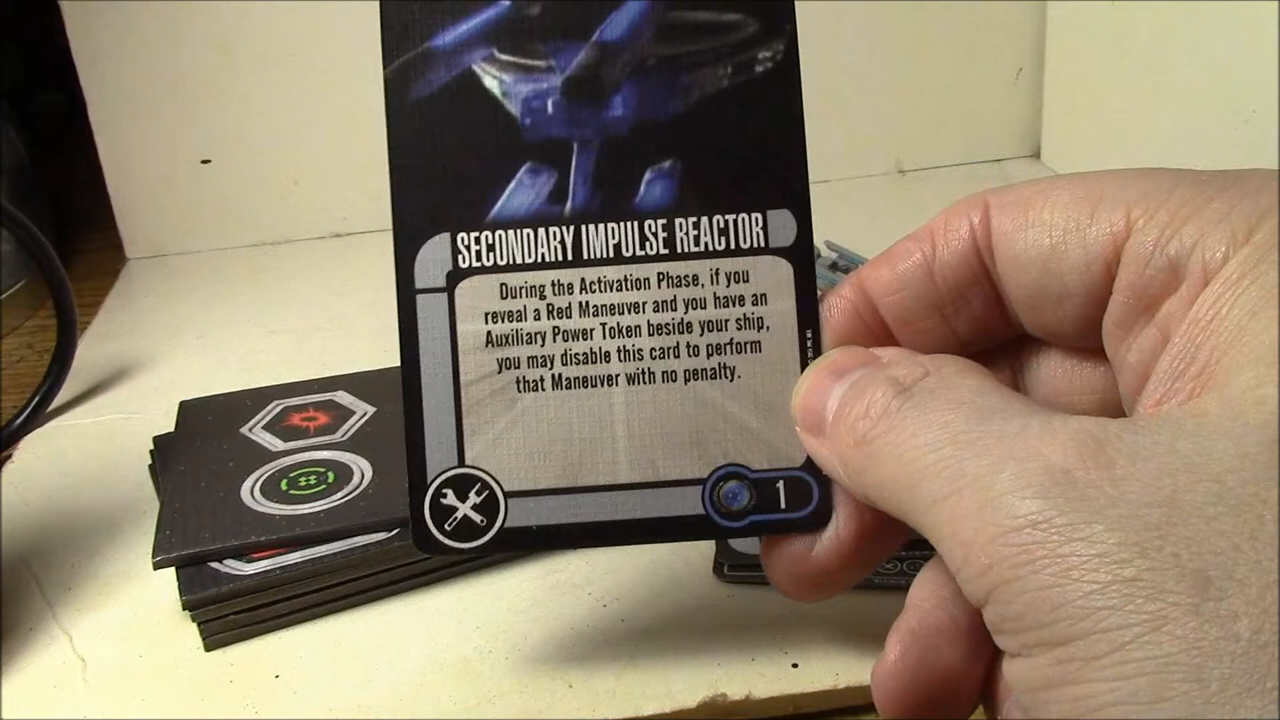 SECONDARY IMPULSE REACTOR
During the Activation Phase, if you
reveal a Red Maneuver and you have an
Auxiliary Power Token beside your ship,
you may disable this card to perform
that Maneuver with no penalty.
1